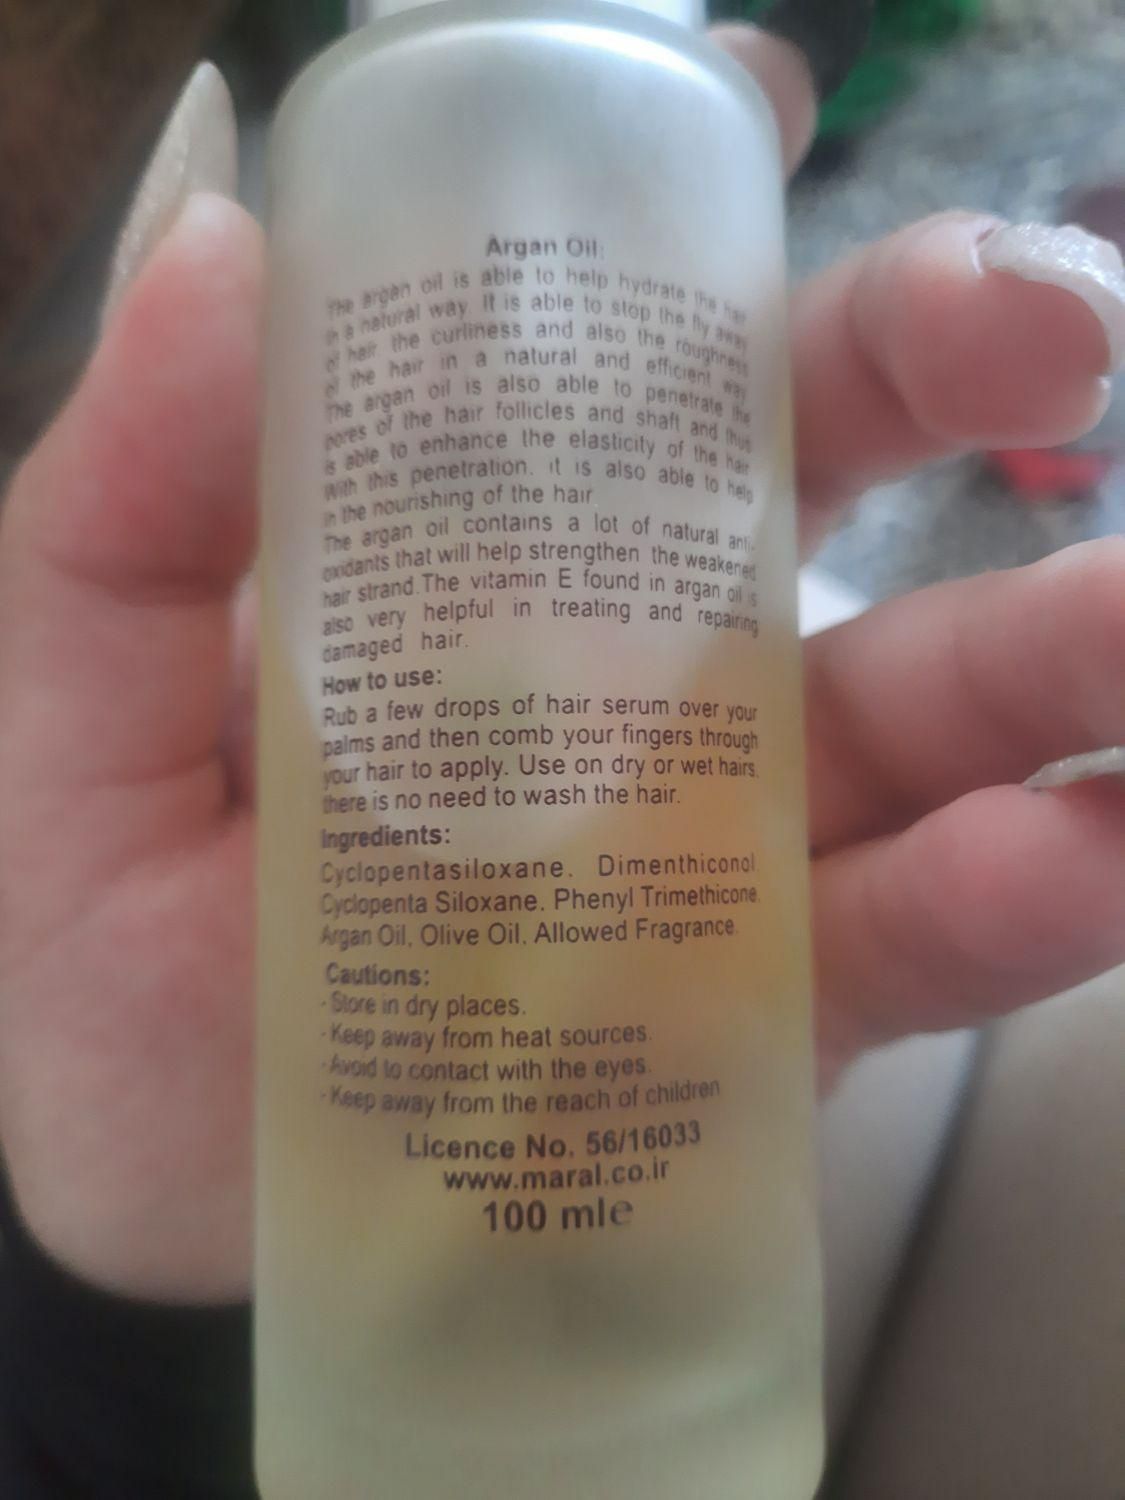 Argan Oil:
The argan oil is able to help hydrate the hair
in a natural way. It is able to stop the fly away
of hair, the curliness and also the roughness
of the hair in a natural and efficient way
The argan oil is also able to penetrate the
pores of the hair follicles and shaft and thus
is able to enhance the elasticity of the hair
With this penetration, it is also able to help
in the nourishing of the hair
The argan oil contains a lot of natural anti-
oxidants that will help strengthen the weakened
hair strand.The vitamin E found in argan oil is
also very helpful in treating and repairing
damaged hair.
How to use:
Rub a few drops of hair serum over your
palms and then comb your fingers through
your hair to apply. Use on dry or wet hairs,
there is no need to wash the hair.
Ingredients:
Cyclopentasiloxane, Dimenthiconol
Cyclopenta Siloxane, Phenyl Trimethicone,
Argan Oil, Olive Oil, Allowed Fragrance.
Cautions:
- Store in dry places.
- Keep away from heat sources.
- Avoid to contact with the eyes.
- Keep away from the reach of children
Licence No. 56/16033
www.maral.co.ir
100 ml℮